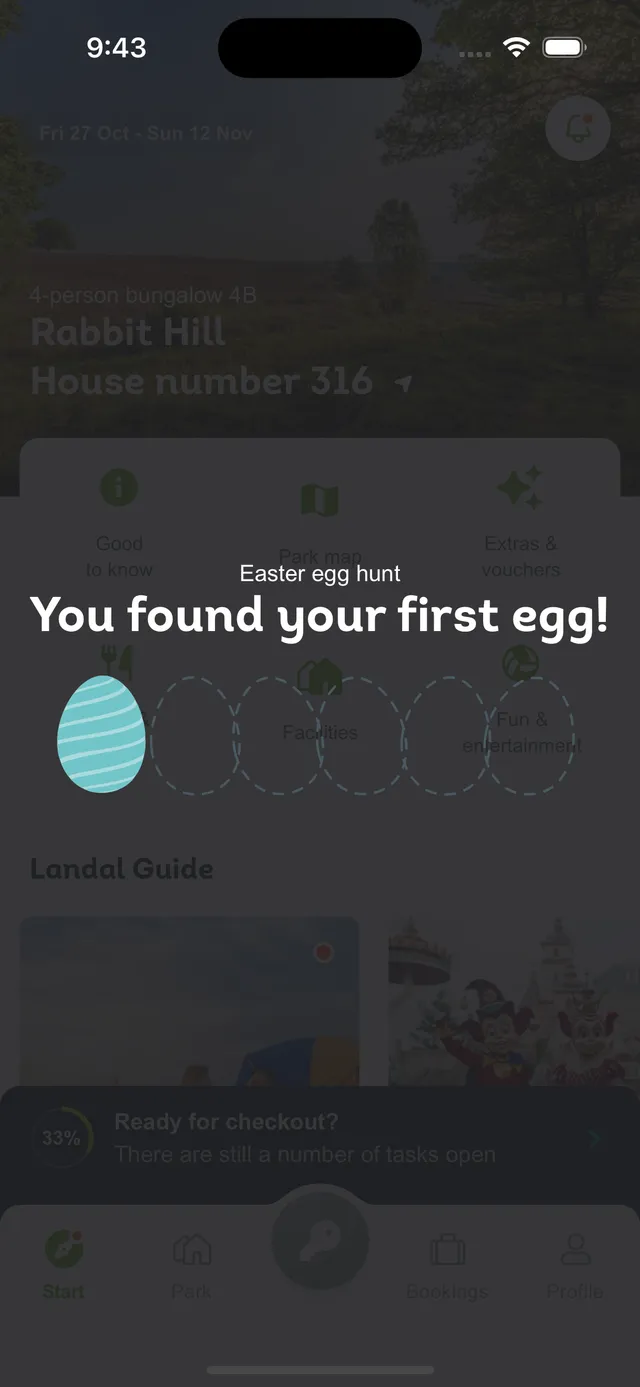 9:43
Fri 27 Oct - Sun 12 Nov
4-person bungalow 4B
Rabbit Hill
House number 316
Good
to know
Park map
Extras &
vouchers
Easter egg hunt
You found your first egg!
&
Facilities
Fun &
entertainment
Landal Guide
33%
Ready for checkout?
There are still a number of tasks open
Start
Park
Bookings
Profile